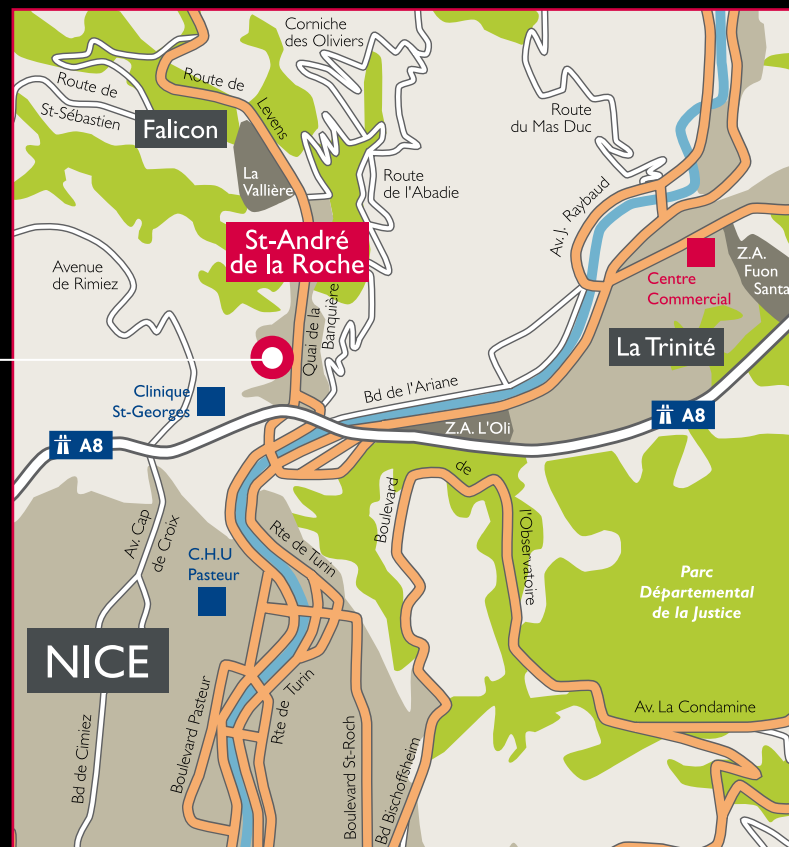 Corniche
des Oliviers
Route de
Levens
Route de
St-Sébastien
Falicon
La
Vallière
Route
du Mas Duc
Route
de l'Abadie
Av. J. Raybaud
St-André
de la Roche
Avenue
de Rimiez
Z.A.
Fuon
Santa
Centre
Commercial
Quai de la
Banquière
La Trinité
Clinique
St-Georges
Bd de l'Ariane
A8
Z.A. L'Oli
A8
Boulevard
de
l'Observatoire
Av. Cap
de Croix
Rte de Turin
C.H.U
Pasteur
Parc
Départemental
de la Justice
NICE
Rte de Turin
Av. La Condamine
Boulevard Pasteur
Bd de Cimiez
Boulevard St-Roch
Bd Bischoffsheim